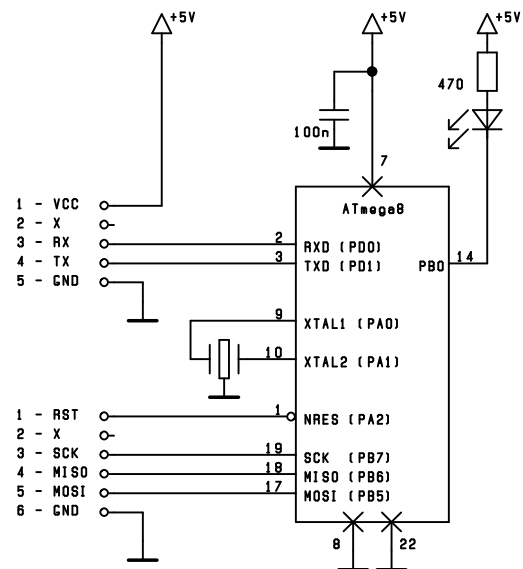 +5V
+5V
+5V
470
100n
7
ATmega8
1 - VCC
2 - X
3 - RX
4 - TX
5 - GND
2
RXD (PD0)
3
TXD (PD1)
PB0
14
9
XTAL1 (PA0)
10
XTAL2 (PA1)
1 - RST
2 - X
3 - SCK
4 - MISO
5 - MOSI
6 - GND
1
NRES (PA2)
19
SCK (PB7)
18
MISO (PB6)
17
MOSI (PB5)
8
22